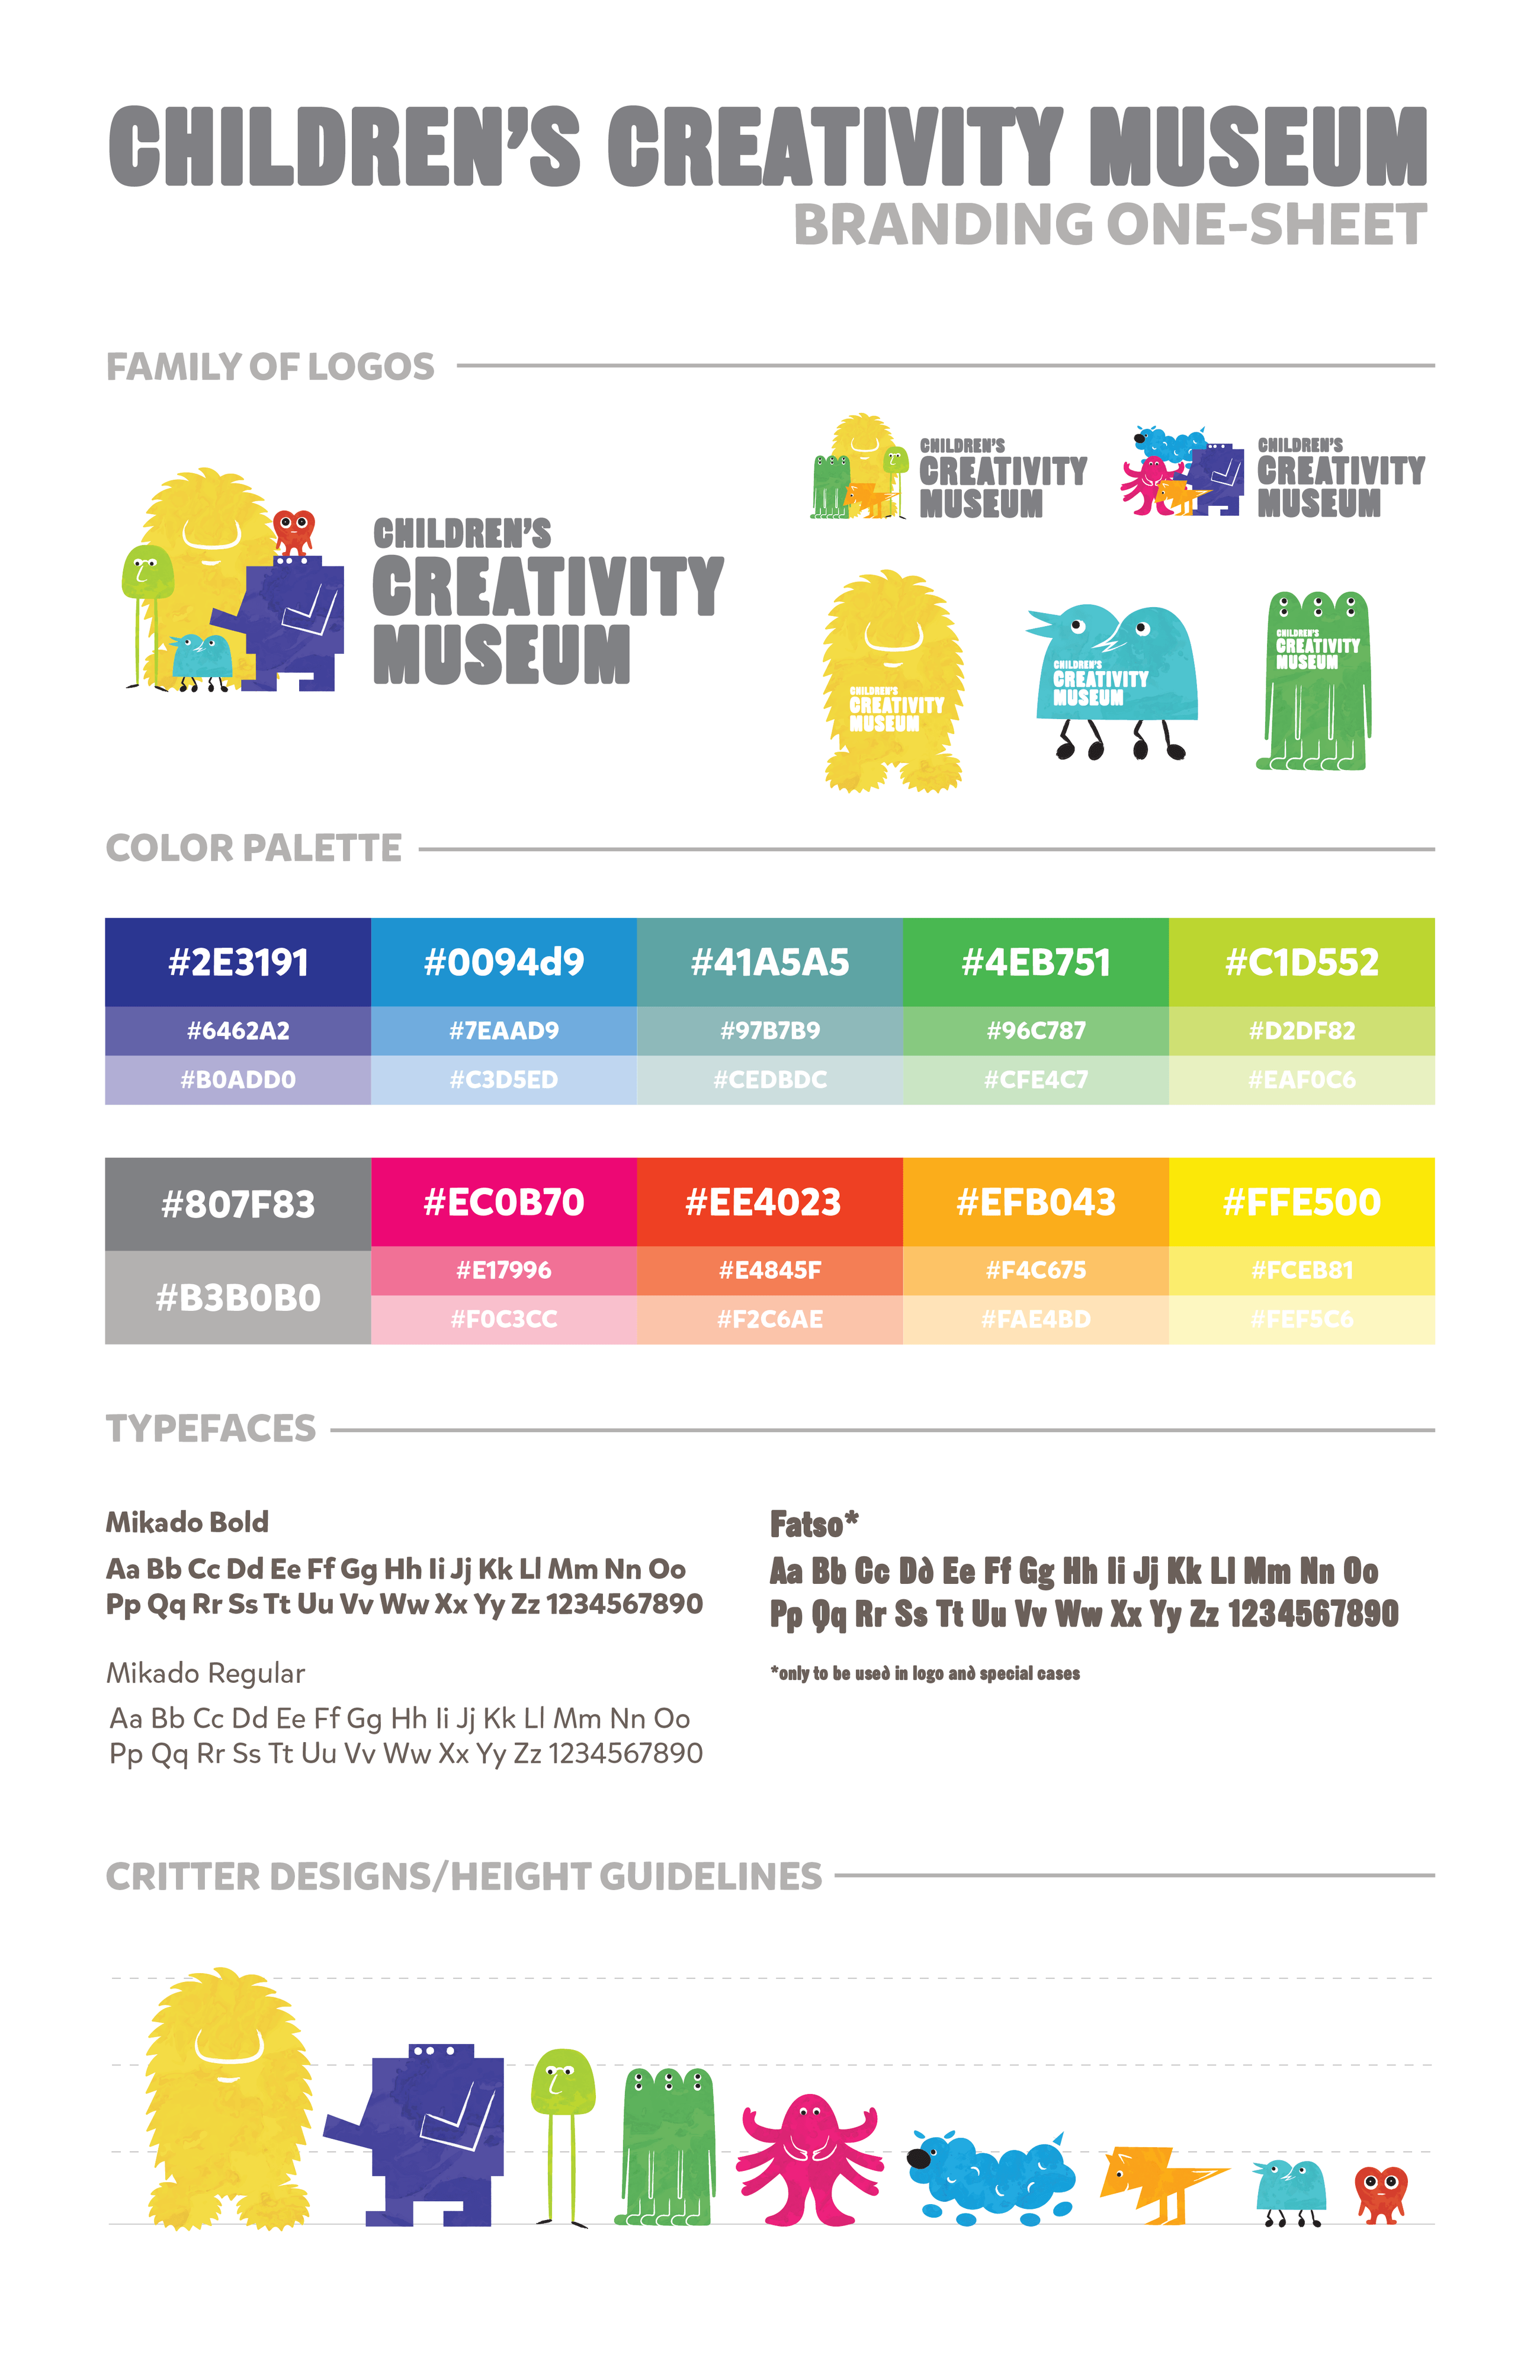 CHILDREN'S CREATIVITY MUSEUM
BRANDING ONE-SHEET
FAMILY OF LOGOS
CHILDREN'S
CREATIVITY
MUSEUM
CHILDREN'S
CREATIVITY
MUSEUM
CHILDREN'S
CREATIVITY
MUSEUM
CHILDREN'S
CREATIVITY
MUSEUM
CHILDREN'S
CREATIVITY
MUSEUM
CHILDREN'S
CREATIVITY
MUSEUM
COLOR PALETTE
#2E3191 #0094d9 #41A5A5 #4EB751 #C1D552
#6462A2 #7EAAD9 #97B7B9 #96C787 #D2DF82
#B0ADD0 #C3D5ED #CEDBDC #CFE4C7 #EAF0C6
#807F83 #EC0B70 #EE4023 #EFB043 #FFE500
#E17996 #E4845F #F4C675 #FCEB81
#B3B0B0
#F0C3CC #F2C6AE #FAE4BD #FEF5C6
TYPEFACES
Mikado Bold
Aa Bb Cc Dd Ee Ff Gg Hh Ii Jj Kk Ll Mm Nn Oo
Pp Qq Rr Ss Tt Uu Vv Ww Xx Yy Zz 1234567890
Mikado Regular
Aa Bb Cc Dd Ee Ff Gg Hh Ii Jj Kk Ll Mm Nn Oo
Pp Qq Rr Ss Tt Uu Vv Ww Xx Yy Zz 1234567890
Fatso*
Aa Bb Cc Dd Ee Ff Gg Hh Ii Jj Kk Ll Mm Nn Oo
Pp Qq Rr Ss Tt Uu Vv Ww Xx Yy Zz 1234567890
*only to be used in logo and special cases
CRITTER DESIGNS/HEIGHT GUIDELINES